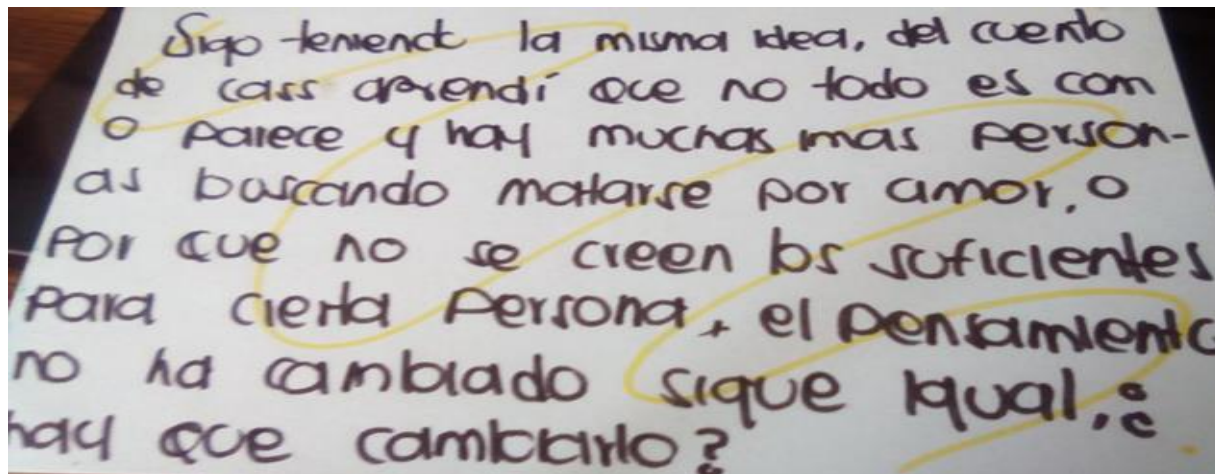 Sigo teniendo la misma idea, del cuento
de cass aprendí que no todo es com
o parece y hay muchas mas person-
as buscando matarse por amor, o
por que no se creen los suficientes
para cierta persona, el pensamiento
no ha cambiado sigue igual, ¿
hay que cambiarlo?